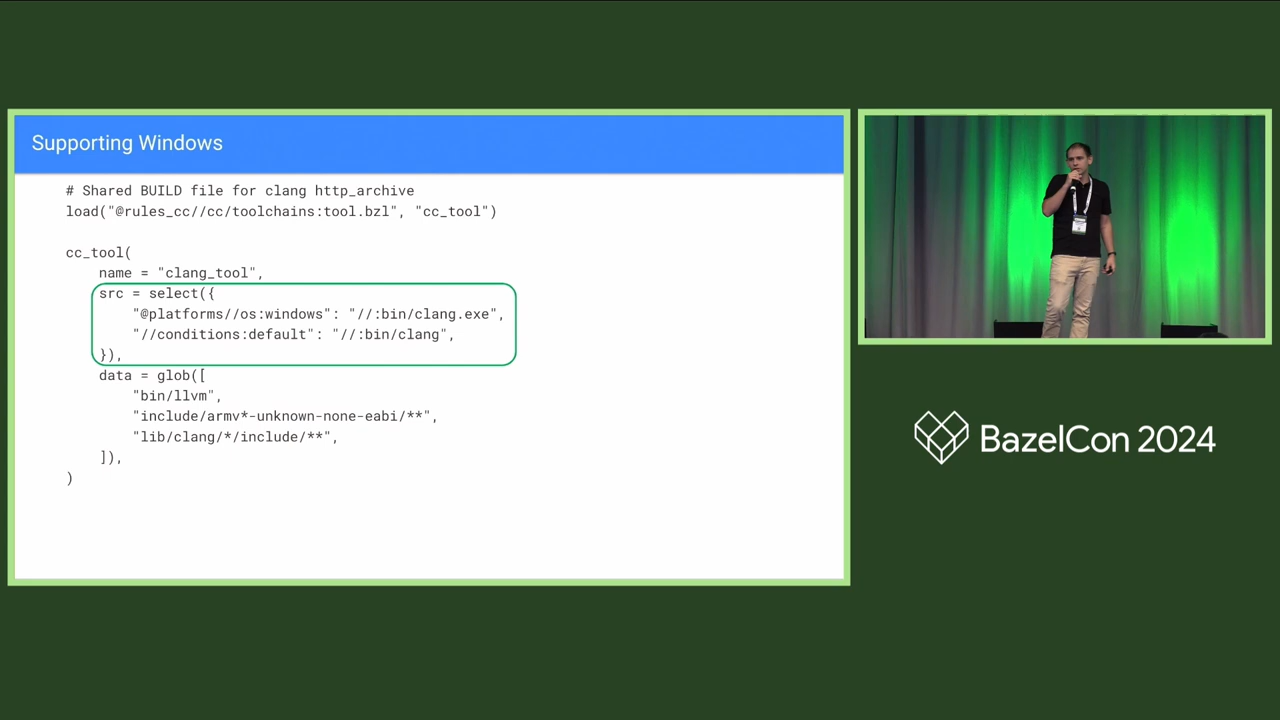 Supporting Windows
# Shared BUILD file for clang http_archive
load("@rules_cc//cc/toolchains:tool.bzl", "cc_tool")
cc_tool(
    name = "clang_tool",
    src = select({
        "@platforms//os:windows": "//:bin/clang.exe",
        "//conditions:default": "//:bin/clang",
    }),
    data = glob([
        "bin/llvm",
        "include/armv*-unknown-none-eabi/**",
        "lib/clang/*/include/**",
    ]),
)
BazelCon 2024